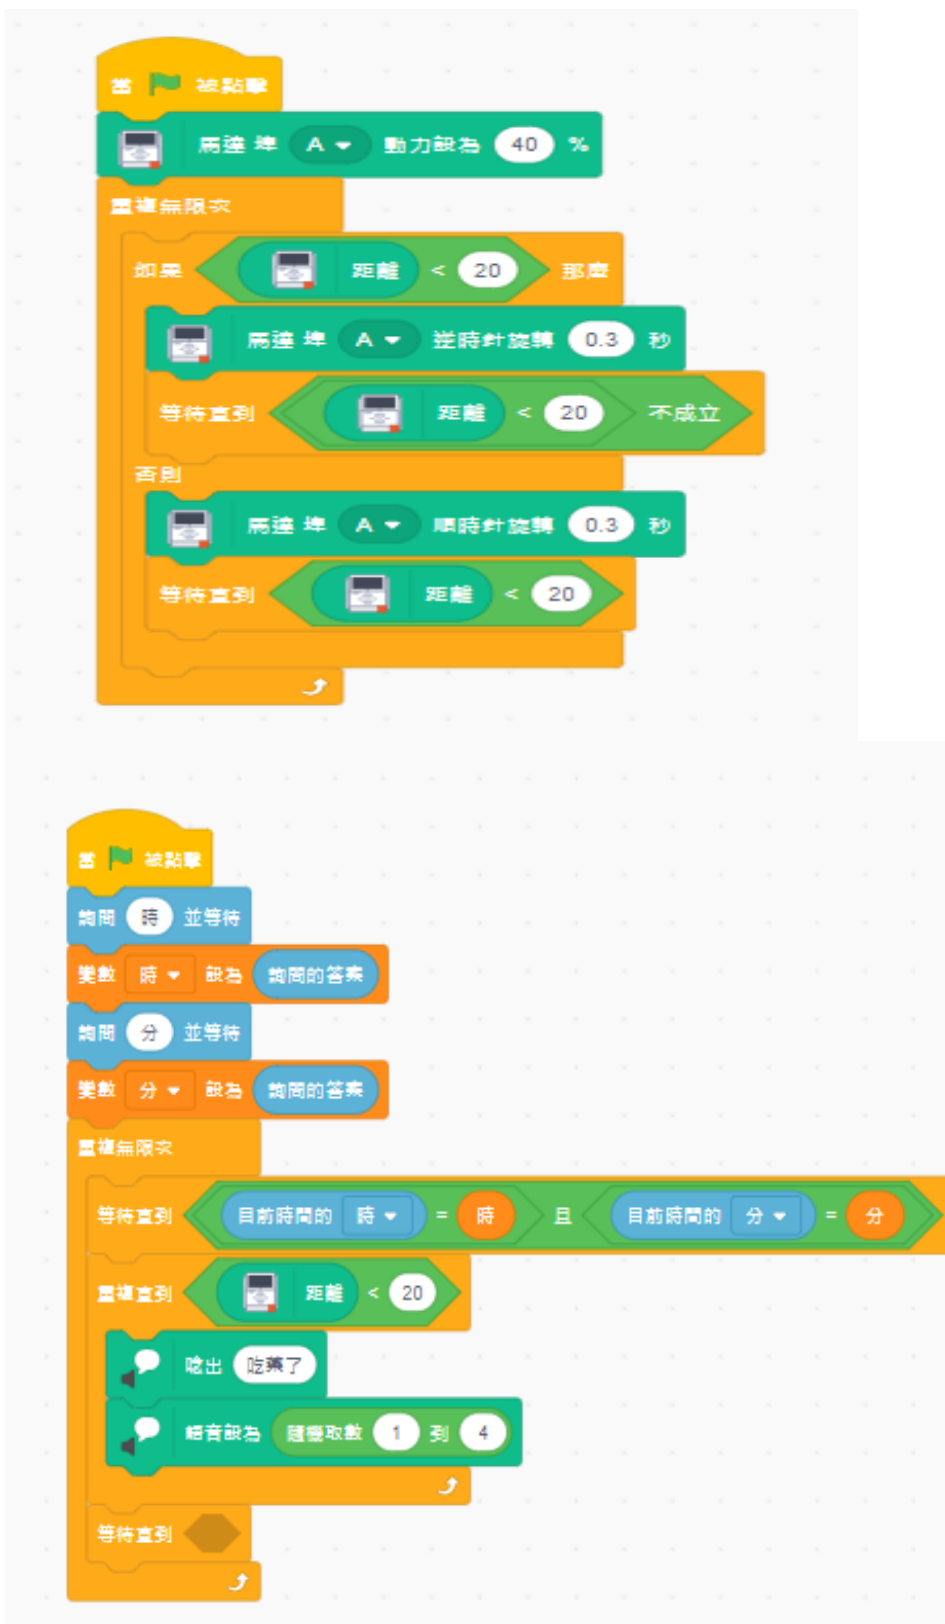 當 被點擊
馬達 埠 A 動力設為 40 %
重複無限次
如果 距離 < 20 那麼
馬達 埠 A 逆時針旋轉 0.3 秒
等待直到 距離 < 20 不成立
否則
馬達 埠 A 順時針旋轉 0.3 秒
等待直到 距離 < 20
當 被點擊
詢問 時 並等待
變數 時 設為 詢問的答案
詢問 分 並等待
變數 分 設為 詢問的答案
重複無限次
等待直到 目前時間的 時 = 時 且 目前時間的 分 = 分
重複直到 距離 < 20
唸出 吃藥了
語音設為 隨機取數 1 到 4
等待直到